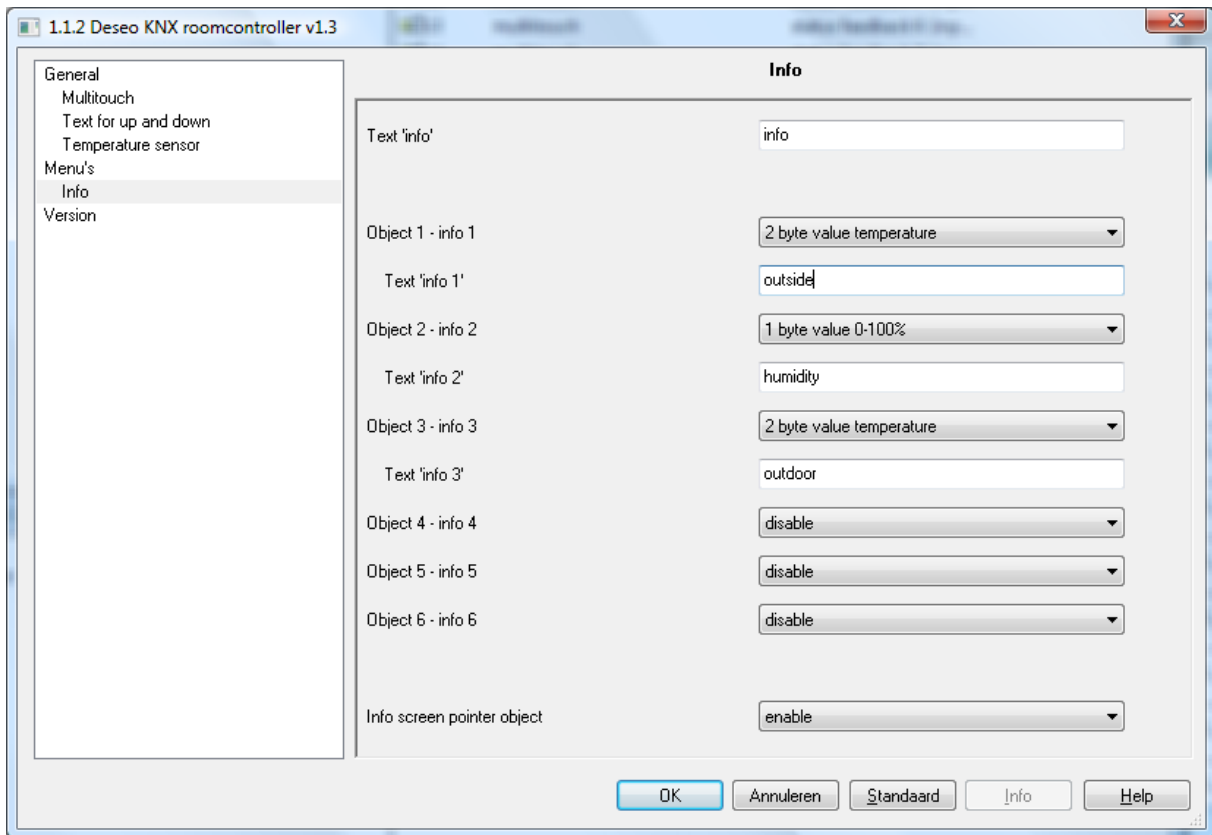 1.1.2 Deseo KNX roomcontroller v1.3
General
Multitouch
Text for up and down
Temperature sensor
Menu's
Info
Version
Info
Text 'info' info
Object 1 - info 1 2 byte value temperature
Text 'info 1' outside
Object 2 - info 2 1 byte value 0-100%
Text 'info 2' humidity
Object 3 - info 3 2 byte value temperature
Text 'info 3' outdoor
Object 4 - info 4 disable
Object 5 - info 5 disable
Object 6 - info 6 disable
Info screen pointer object enable
OK Annuleren Standaard Info Help